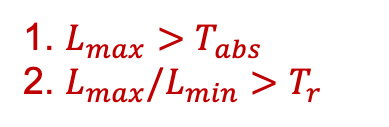 1. L_max > T_abs
2. L_max/L_min > T_r